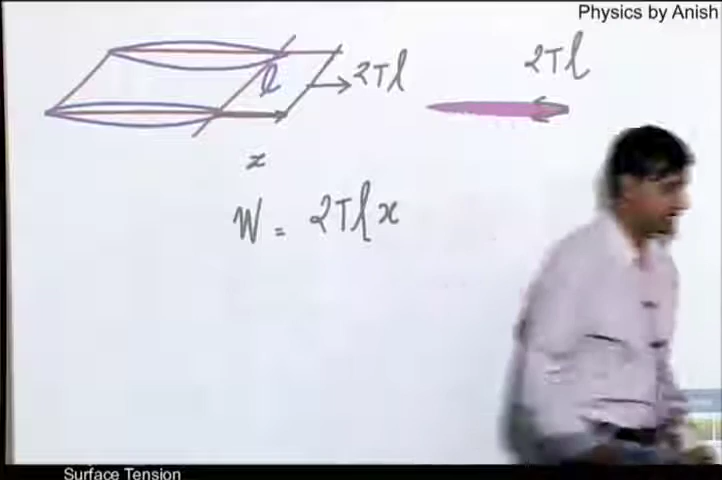 Physics by Anish
l
2Tl
2Tl
x
W = 2Tlx
Surface Tension